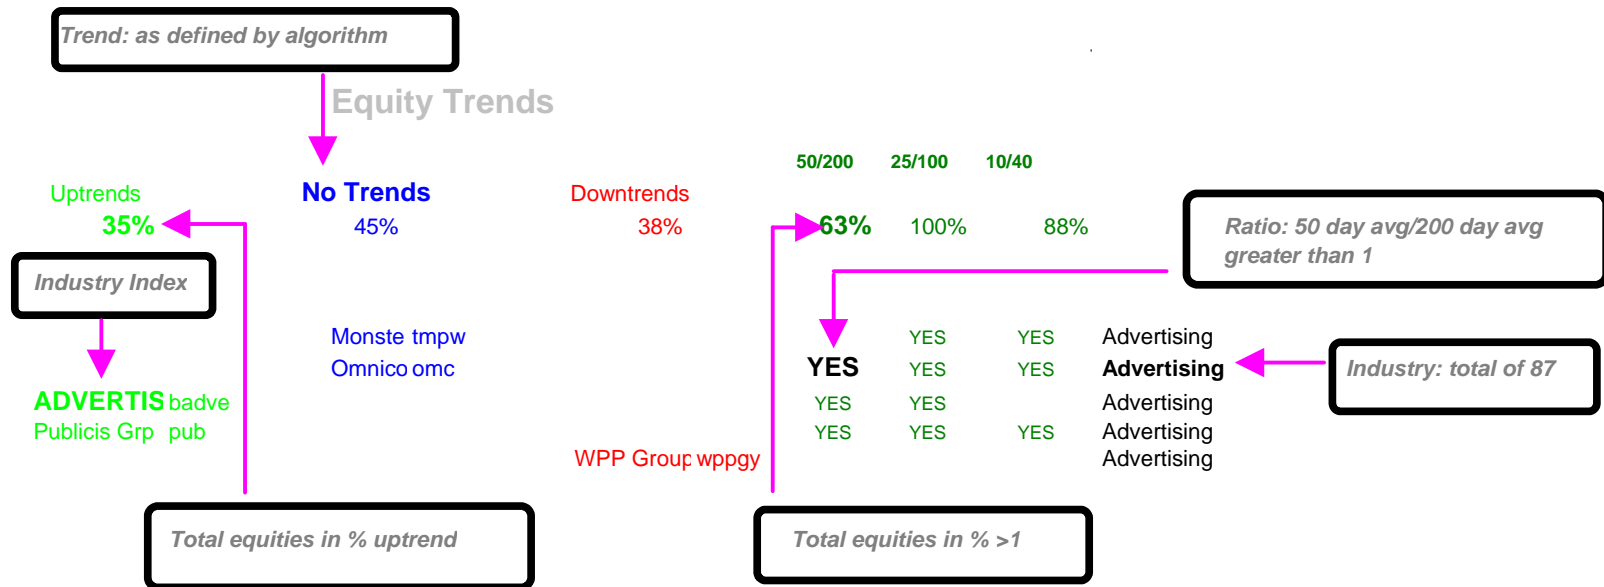 Trend: as defined by algorithm
Equity Trends
50/200 25/100 10/40
Uptrends No Trends Downtrends
35% 45% 38% 63% 100% 88%
Ratio: 50 day avg/200 day avg
greater than 1
Industry Index
Monste tmpw YES YES Advertising
Omnico omc YES YES YES Advertising
Industry: total of 87
ADVERTIS badve YES YES Advertising
Publicis Grp pub YES YES YES Advertising
WPP Group wppgy Advertising
Total equities in % uptrend
Total equities in % >1